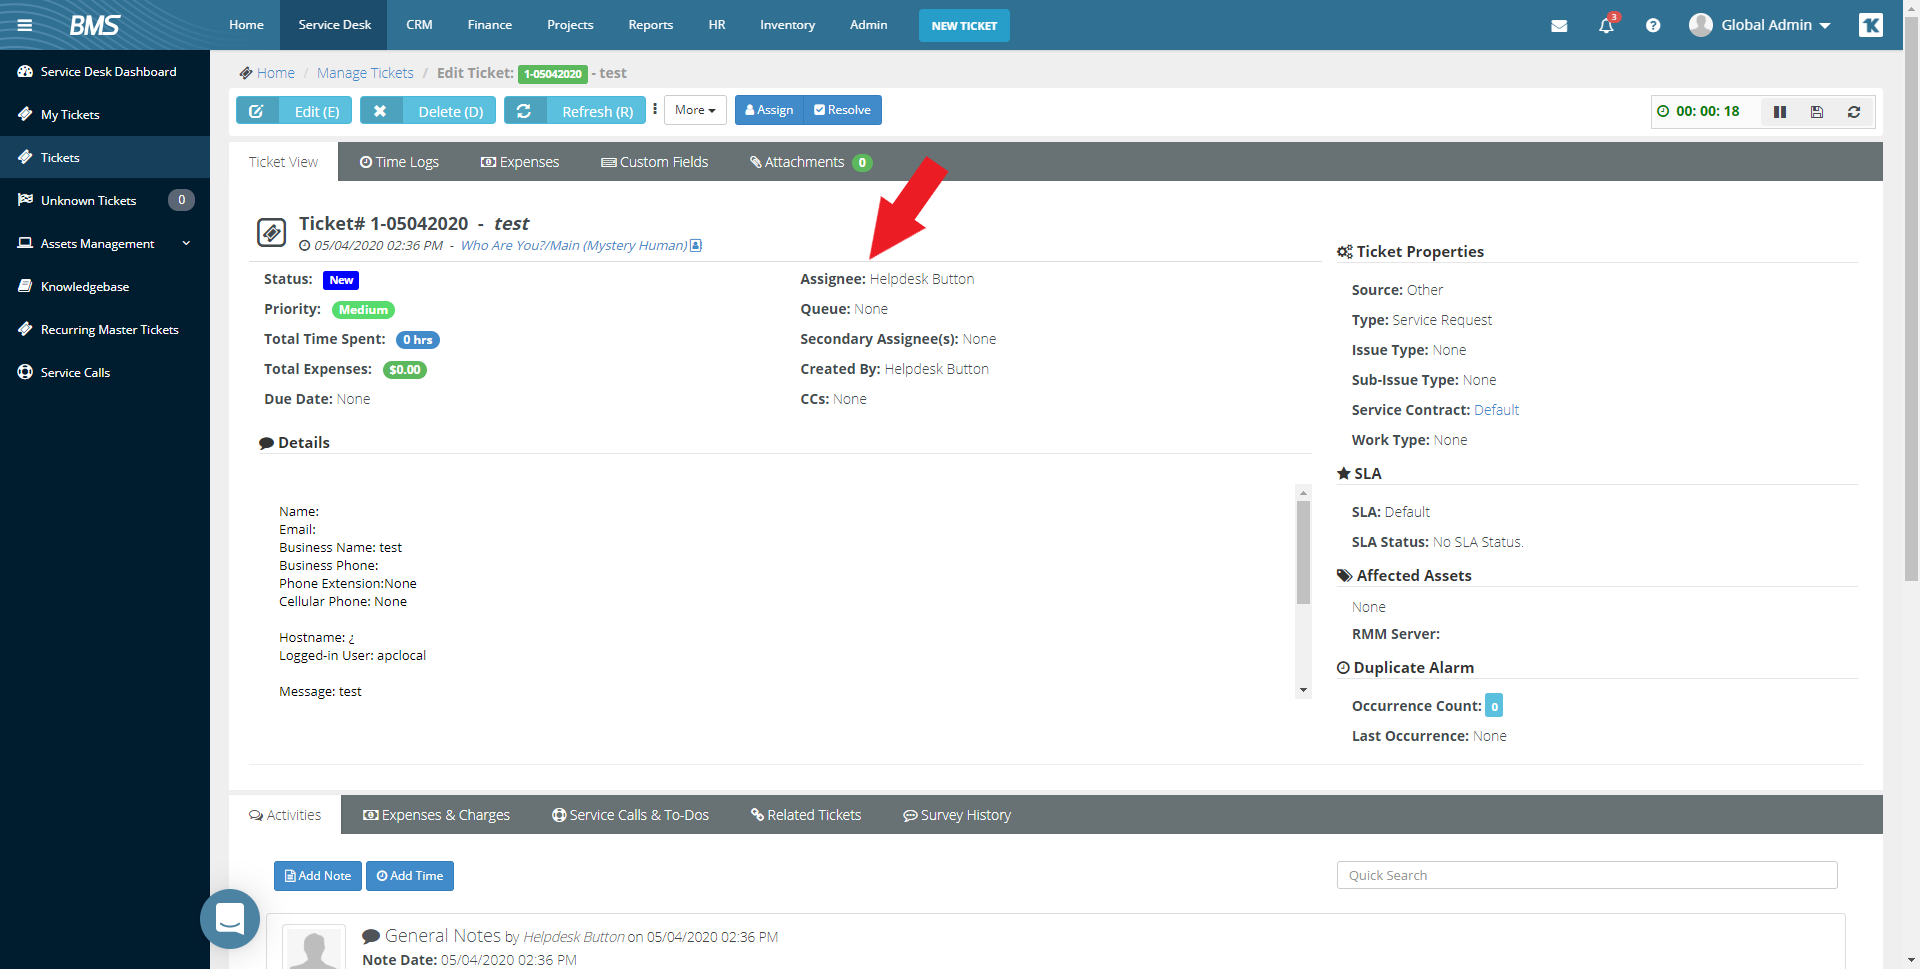 BMS Home Service Desk CRM Finance Projects Reports HR Inventory Admin NEW TICKET 3 Global Admin K
Service Desk Dashboard
My Tickets
Tickets
Unknown Tickets 0
Assets Management
Knowledgebase
Recurring Master Tickets
Service Calls
Home / Manage Tickets / Edit Ticket: 1-05042020 - test
Edit (E) Delete (D) Refresh (R) More Assign Resolve 00: 00: 18
Ticket View Time Logs Expenses Custom Fields Attachments 0
Ticket# 1-05042020 - test
05/04/2020 02:36 PM - Who Are You?/Main (Mystery Human)
Status: New
Priority: Medium
Total Time Spent: 0 hrs
Total Expenses: $0.00
Due Date: None
Assignee: Helpdesk Button
Queue: None
Secondary Assignee(s): None
Created By: Helpdesk Button
CCs: None
Details
Name:
Email:
Business Name: test
Business Phone:
Phone Extension:None
Cellular Phone: None
Hostname: ¿
Logged-in User: apclocal
Message: test
Ticket Properties
Source: Other
Type: Service Request
Issue Type: None
Sub-Issue Type: None
Service Contract: Default
Work Type: None
SLA
SLA: Default
SLA Status: No SLA Status.
Affected Assets
None
RMM Server:
Duplicate Alarm
Occurrence Count: 0
Last Occurrence: None
Activities Expenses & Charges Service Calls & To-Dos Related Tickets Survey History
Add Note Add Time Quick Search
General Notes by Helpdesk Button on 05/04/2020 02:36 PM
Note Date: 05/04/2020 02:36 PM